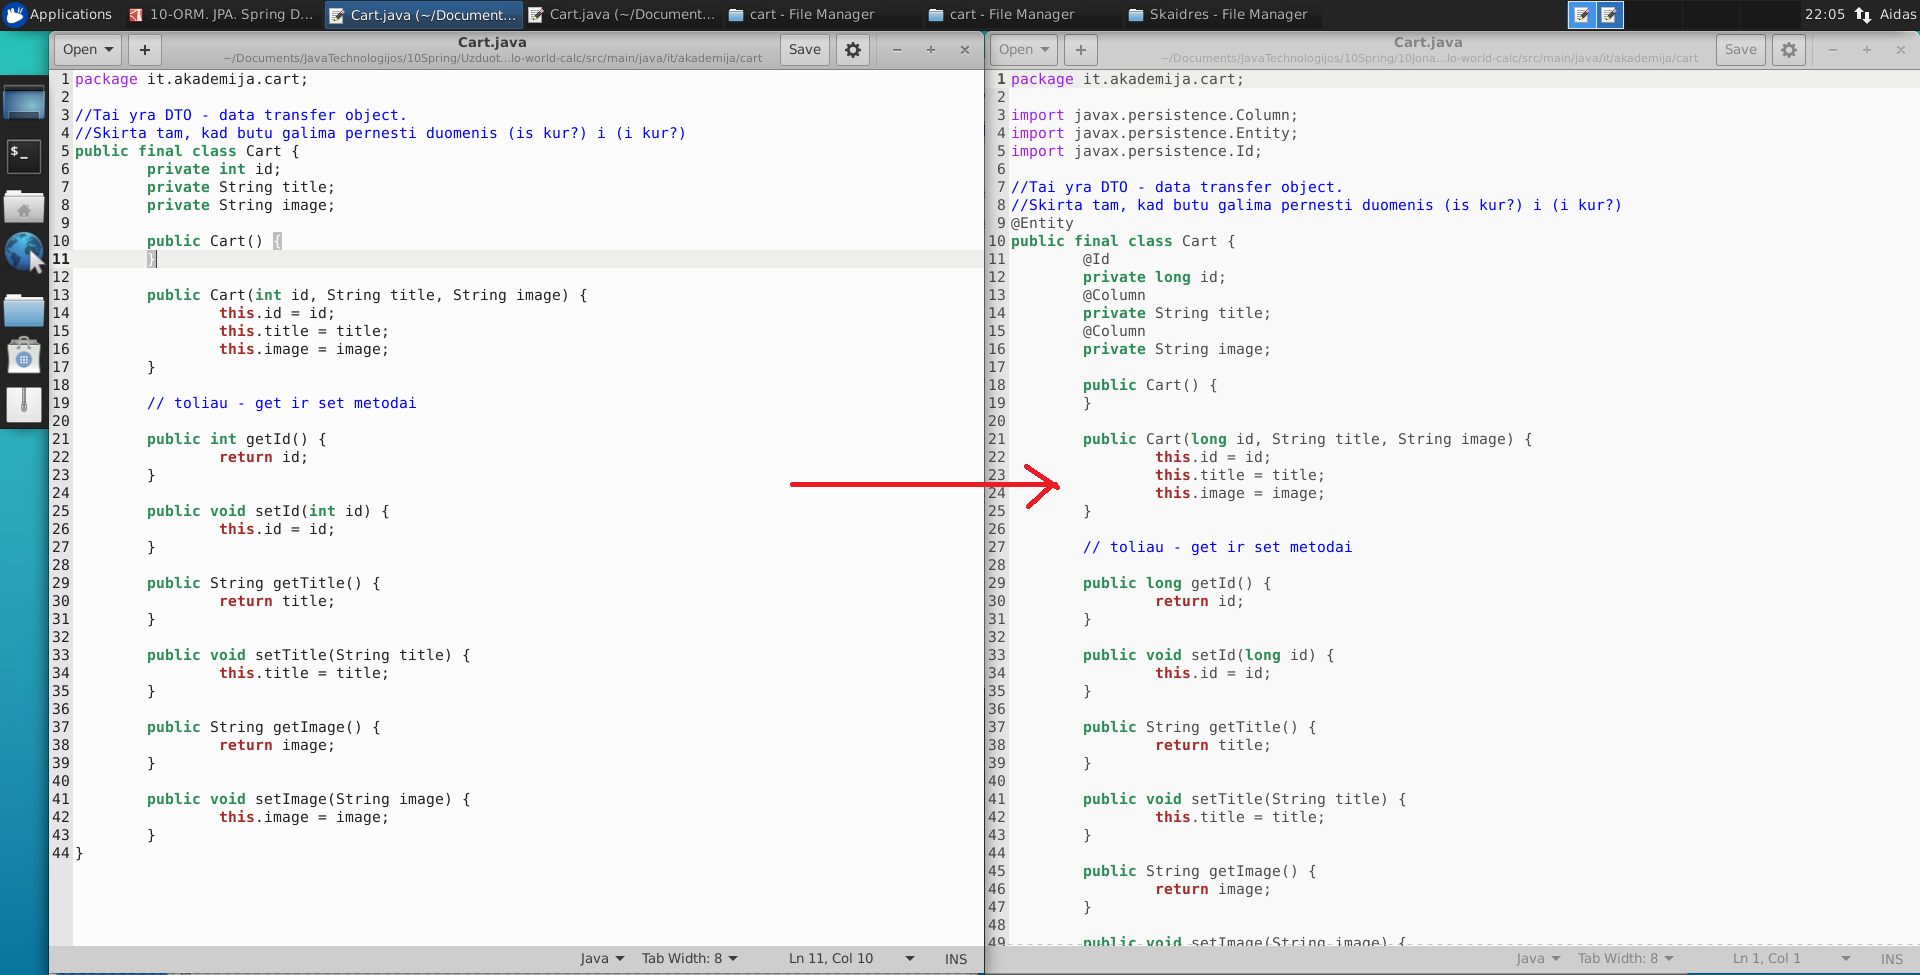 Applications 10-ORM. JPA. Spring D... Cart.java (~/Document... Cart.java (~/Document... cart - File Manager cart - File Manager Skaidres - File Manager 22:05 Aidas
Open + Cart.java Save
~/Documents/JavaTechnologijos/10Spring/Uzduot...lo-world-calc/src/main/java/it/akademija/cart
1 package it.akademija.cart;
2
3 //Tai yra DTO - data transfer object.
4 //Skirta tam, kad butu galima pernesti duomenis (is kur?) i (i kur?)
5 public final class Cart {
6 private int id;
7 private String title;
8 private String image;
9
10 public Cart() {
11 }
12
13 public Cart(int id, String title, String image) {
14 this.id = id;
15 this.title = title;
16 this.image = image;
17 }
18
19 // toliau - get ir set metodai
20
21 public int getId() {
22 return id;
23 }
24
25 public void setId(int id) {
26 this.id = id;
27 }
28
29 public String getTitle() {
30 return title;
31 }
32
33 public void setTitle(String title) {
34 this.title = title;
35 }
36
37 public String getImage() {
38 return image;
39 }
40
41 public void setImage(String image) {
42 this.image = image;
43 }
44 }
Java Tab Width: 8 Ln 11, Col 10 INS
Open + Cart.java Save
~/Documents/JavaTechnologijos/10Spring/10Jona...lo-world-calc/src/main/java/it/akademija/cart
1 package it.akademija.cart;
2
3 import javax.persistence.Column;
4 import javax.persistence.Entity;
5 import javax.persistence.Id;
6
7 //Tai yra DTO - data transfer object.
8 //Skirta tam, kad butu galima pernesti duomenis (is kur?) i (i kur?)
9 @Entity
10 public final class Cart {
11 @Id
12 private long id;
13 @Column
14 private String title;
15 @Column
16 private String image;
17
18 public Cart() {
19 }
20
21 public Cart(long id, String title, String image) {
22 this.id = id;
23 this.title = title;
24 this.image = image;
25 }
26
27 // toliau - get ir set metodai
28
29 public long getId() {
30 return id;
31 }
32
33 public void setId(long id) {
34 this.id = id;
35 }
36
37 public String getTitle() {
38 return title;
39 }
40
41 public void setTitle(String title) {
42 this.title = title;
43 }
44
45 public String getImage() {
46 return image;
47 }
48
49 public void setImage(String image) {
Java Tab Width: 8 Ln 1, Col 1 INS